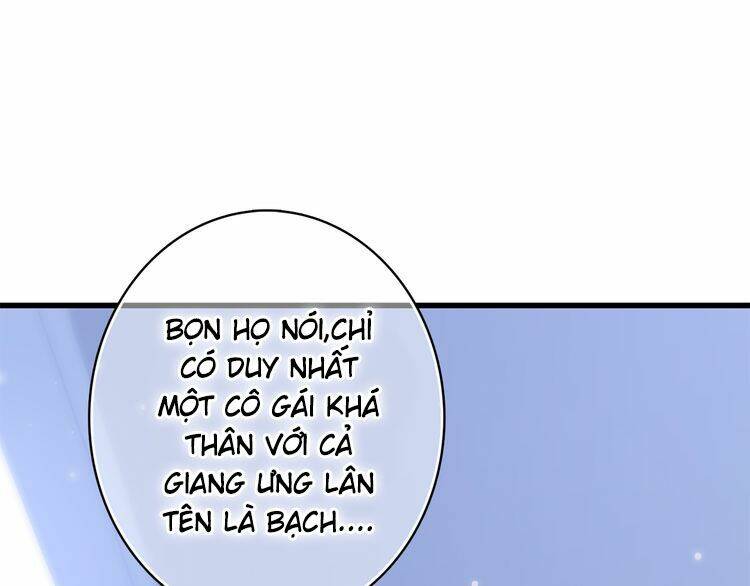 BỌN HỌ NÓI,CHỈ
CÓ DUY NHẤT
MỘT CÔ GÁI KHÁ
THÂN VỚI CẢ
GIANG ƯNG LÂN
TÊN LÀ BẠCH....